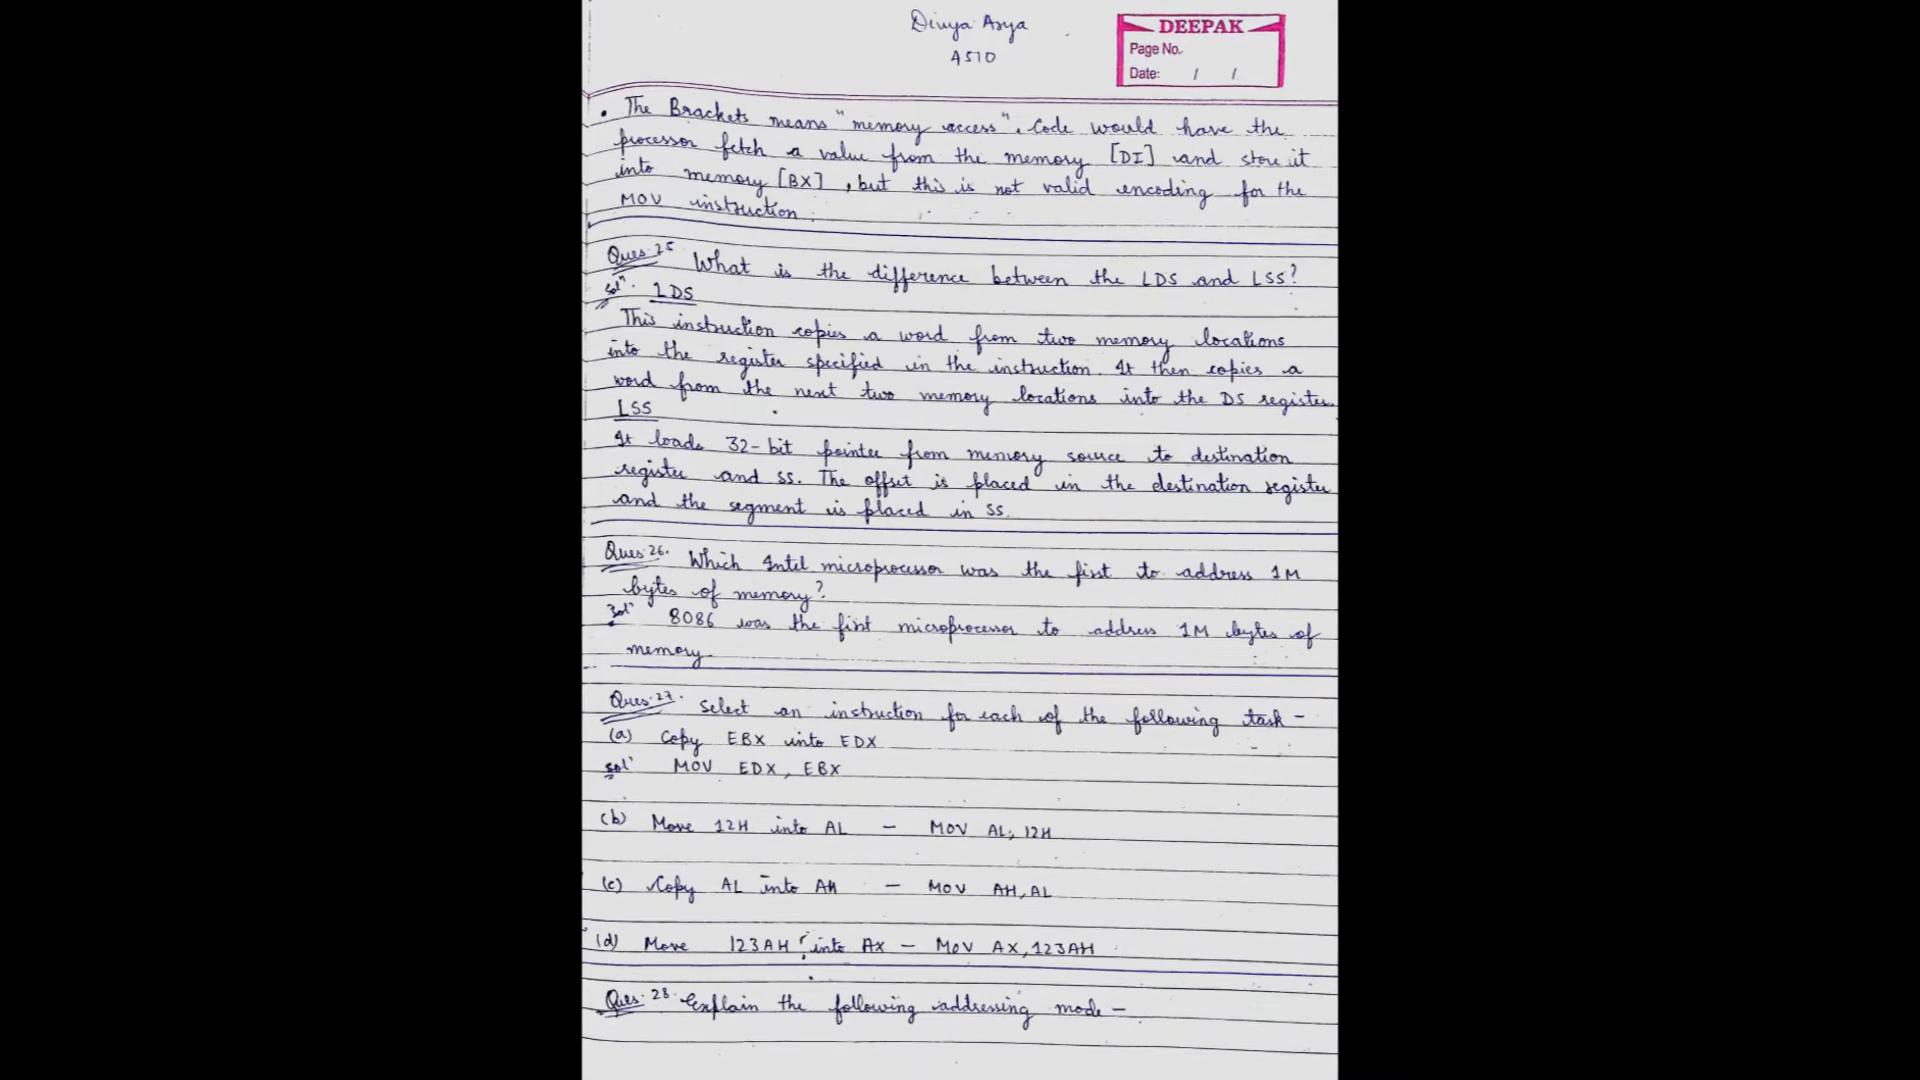 Divya Arya
A510
DEEPAK
Page No.
Date: / /
• The Brackets means "memory access". Code would have the
processor fetch a value from the memory [DI] and store it
into memory [BX], but this is not valid encoding for the
MOV instruction.
Ques. 25 What is the difference between the LDS and LSS?
Solⁿ. LDS
This instruction copies a word from two memory locations
into the register specified in the instruction. It then copies a
word from the next two memory locations into the DS register.
LSS
It loads 32-bit pointer from memory source to destination
register and SS. The offset is placed in the destination register
and the segment is placed in SS.
Ques. 26. Which Intel microprocessor was the first to address 1M
bytes of memory?
Solⁿ 8086 was the first microprocessor to address 1M bytes of
memory.
Ques. 27. Select an instruction for each of the following task -
(a) Copy EBX into EDX
Solⁿ MOV EDX, EBX
(b) Move 12H into AL - MOV AL, 12H
(c) Copy AL into AH - MOV AH, AL
(d) Move 123AH into AX - MOV AX, 123AH
Ques. 28. Explain the following addressing mode -